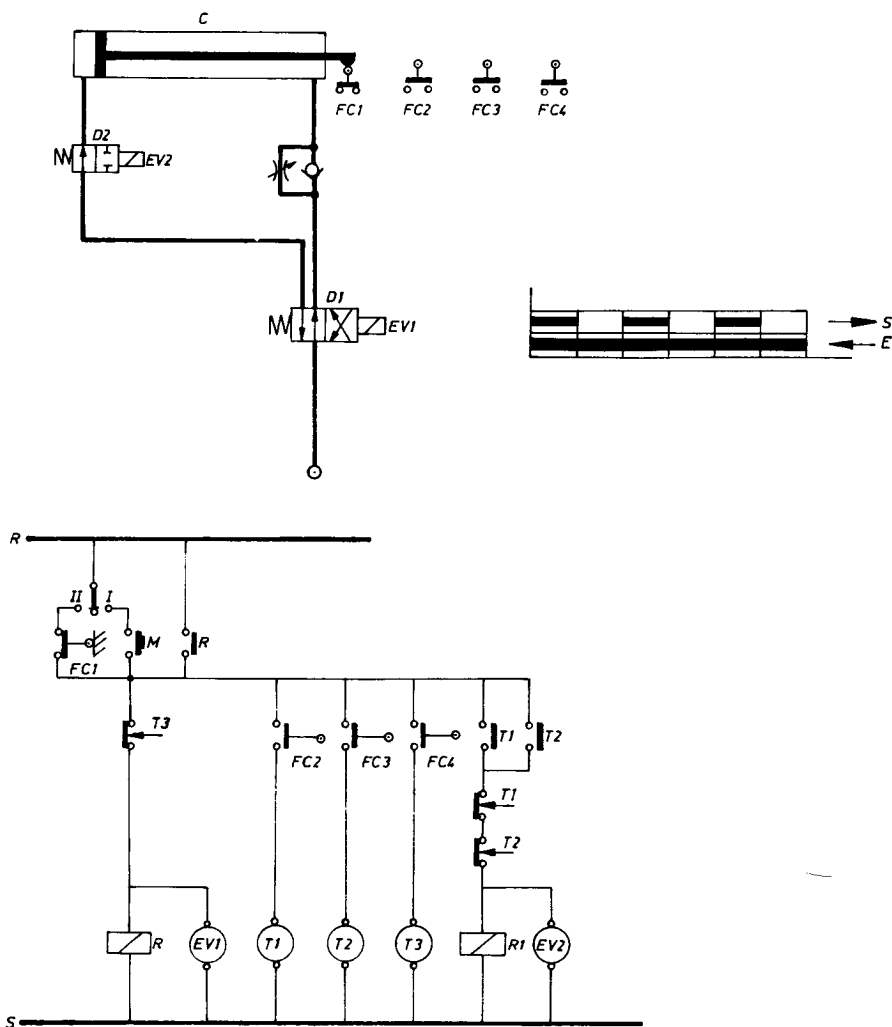 C
FC1 FC2 FC3 FC4
D2
EV2
D1
EV1
S
E
R
II I
M R
FC1
T3
FC2 FC3 FC4
T1 T2
T1
T2
R EV1 T1 T2 T3 R1 EV2
S